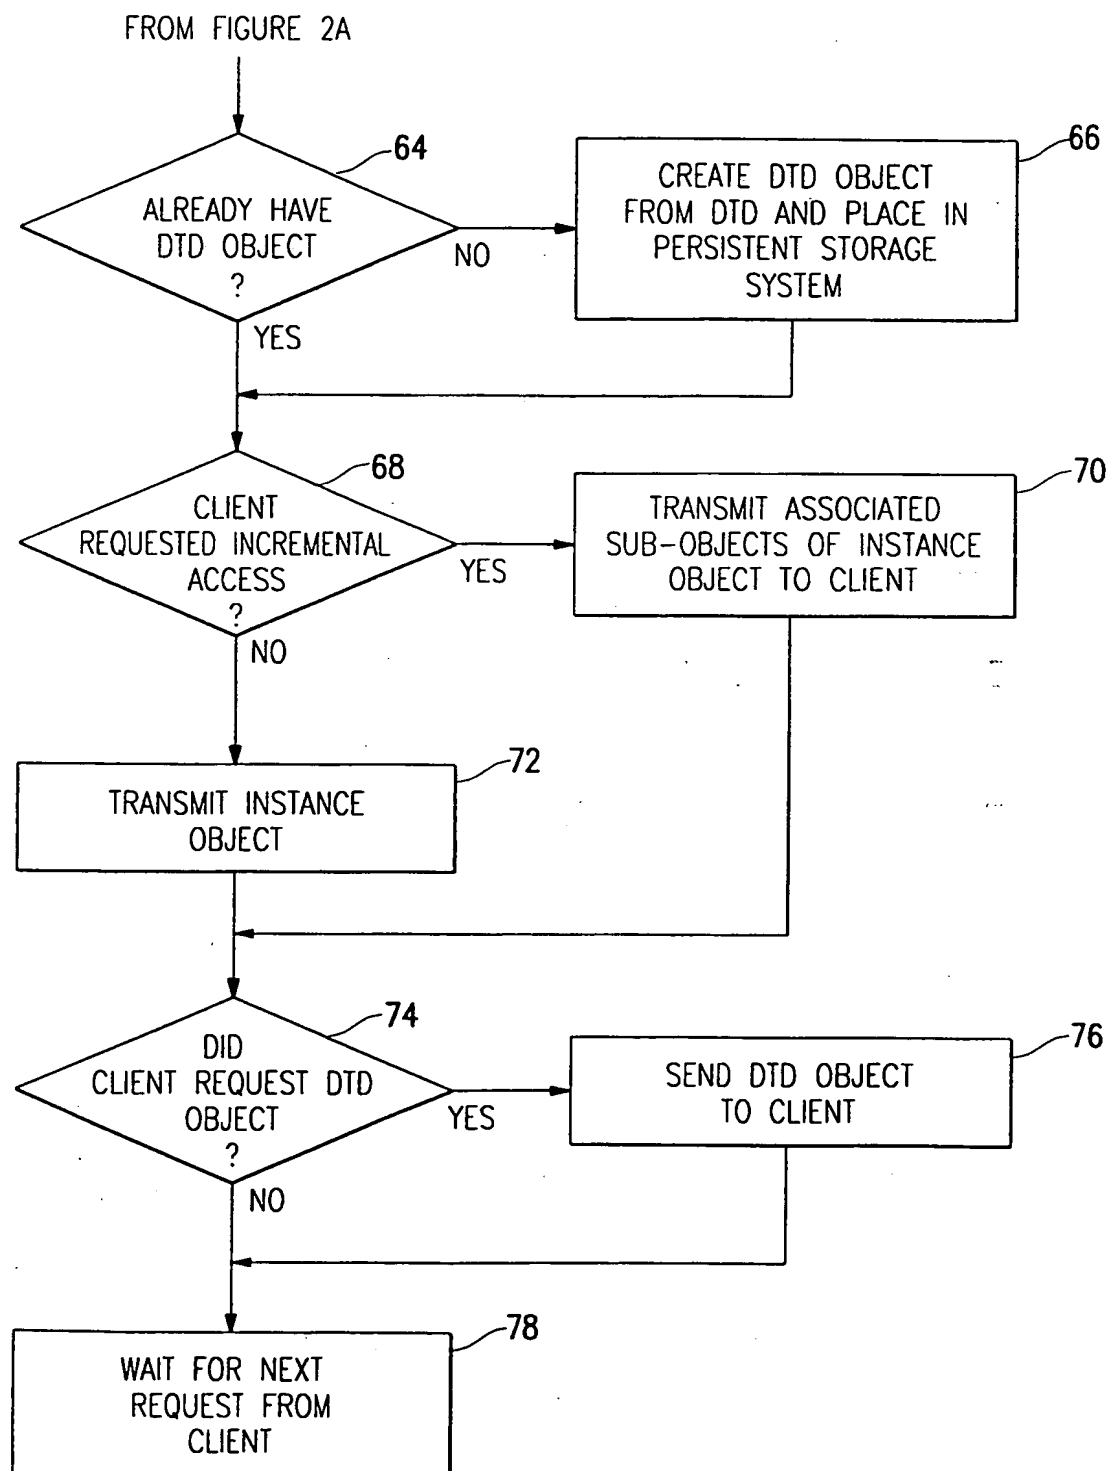 FROM FIGURE 2A
64
ALREADY HAVE
DTD OBJECT
?
NO
YES
66
CREATE DTD OBJECT
FROM DTD AND PLACE IN
PERSISTENT STORAGE
SYSTEM
68
CLIENT
REQUESTED INCREMENTAL
ACCESS
?
YES
NO
70
TRANSMIT ASSOCIATED
SUB-OBJECTS OF INSTANCE
OBJECT TO CLIENT
72
TRANSMIT INSTANCE
OBJECT
74
DID
CLIENT REQUEST DTD
OBJECT
?
YES
NO
76
SEND DTD OBJECT
TO CLIENT
78
WAIT FOR NEXT
REQUEST FROM
CLIENT